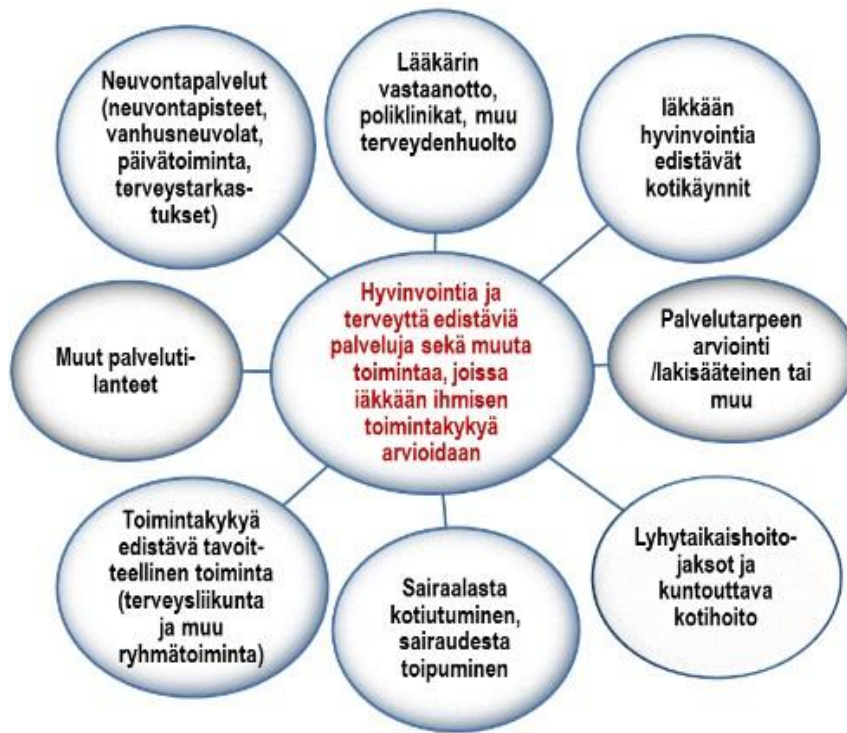 Neuvontapalvelut
(neuvontapisteet,
vanhusneuvolat,
päivätoiminta,
terveystarkas-
tukset)
Lääkärin
vastaanotto,
poliklinikat, muu
terveydenhuolto
Iäkkään
hyvinvointia
edistävät
kotikäynnit
Muut palveluti-
lanteet
Hyvinvointia ja
terveyttä edistäviä
palveluja sekä muuta
toimintaa, joissa
iäkkään ihmisen
toimintakykyä
arvioidaan
Palvelutarpeen
arviointi
/lakisääteinen tai
muu
Toimintakykyä
edistävä tavoit-
teellinen toiminta
(terveysliikunta
ja muu
ryhmätoiminta)
Sairaalasta
kotiutuminen,
sairaudesta
toipuminen
Lyhytaikaishoito-
jaksot ja
kuntouttava
kotihoito